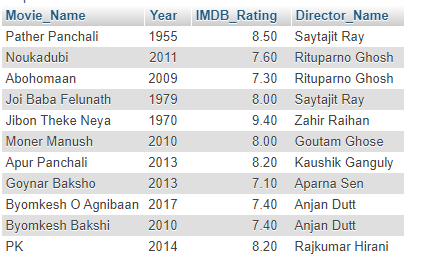 Movie_Name Year IMDB_Rating Director_Name
Pather Panchali 1955 8.50 Saytajit Ray
Noukadubi 2011 7.60 Rituparno Ghosh
Abohomaan 2009 7.30 Rituparno Ghosh
Joi Baba Felunath 1979 8.00 Saytajit Ray
Jibon Theke Neya 1970 9.40 Zahir Raihan
Moner Manush 2010 8.00 Goutam Ghose
Apur Panchali 2013 8.20 Kaushik Ganguly
Goynar Baksho 2013 7.10 Aparna Sen
Byomkesh O Agnibaan 2017 7.40 Anjan Dutt
Byomkesh Bakshi 2010 7.40 Anjan Dutt
PK 2014 8.20 Rajkumar Hirani